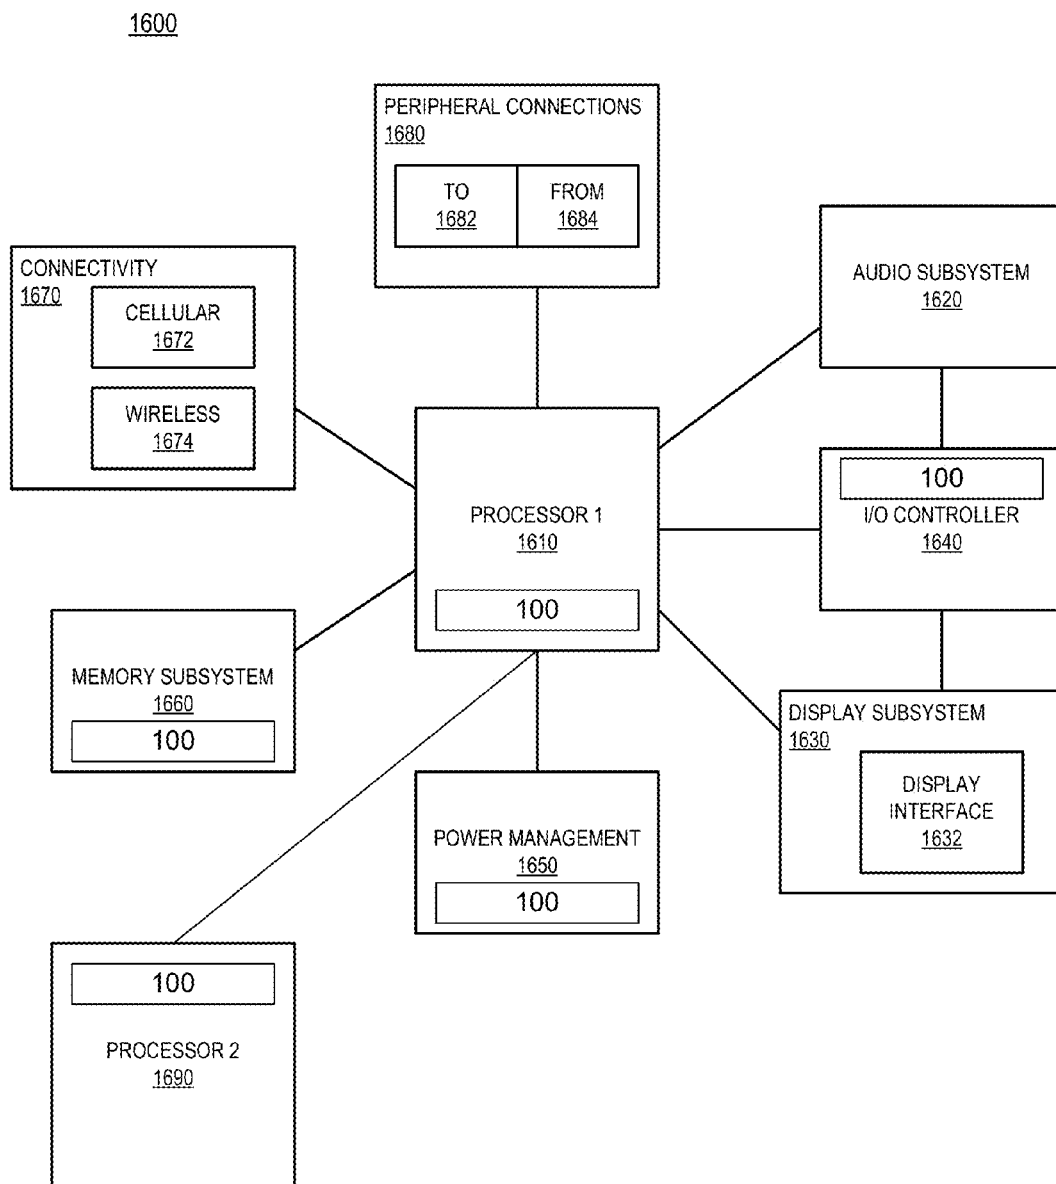 1600
PERIPHERAL CONNECTIONS
1680
TO
1682
FROM
1684
CONNECTIVITY
1670
CELLULAR
1672
WIRELESS
1674
AUDIO SUBSYSTEM
1620
PROCESSOR 1
1610
100
100
I/O CONTROLLER
1640
MEMORY SUBSYSTEM
1660
100
DISPLAY SUBSYSTEM
1630
DISPLAY
INTERFACE
1632
POWER MANAGEMENT
1650
100
100
PROCESSOR 2
1690